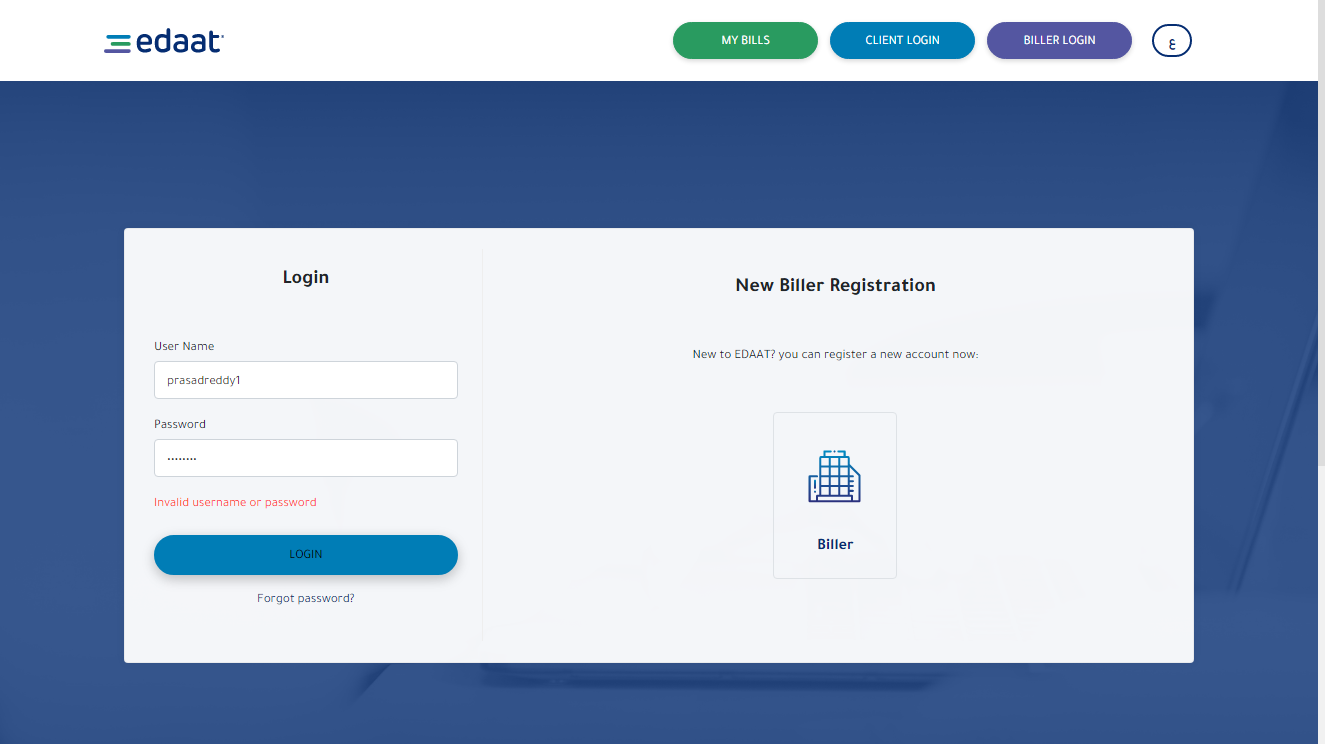 edaat
MY BILLS
CLIENT LOGIN
BILLER LOGIN
ع
Login
User Name
prasadreddy1
Password
........
Invalid username or password
LOGIN
Forgot password?
New Biller Registration
New to EDAAT? you can register a new account now:
Biller